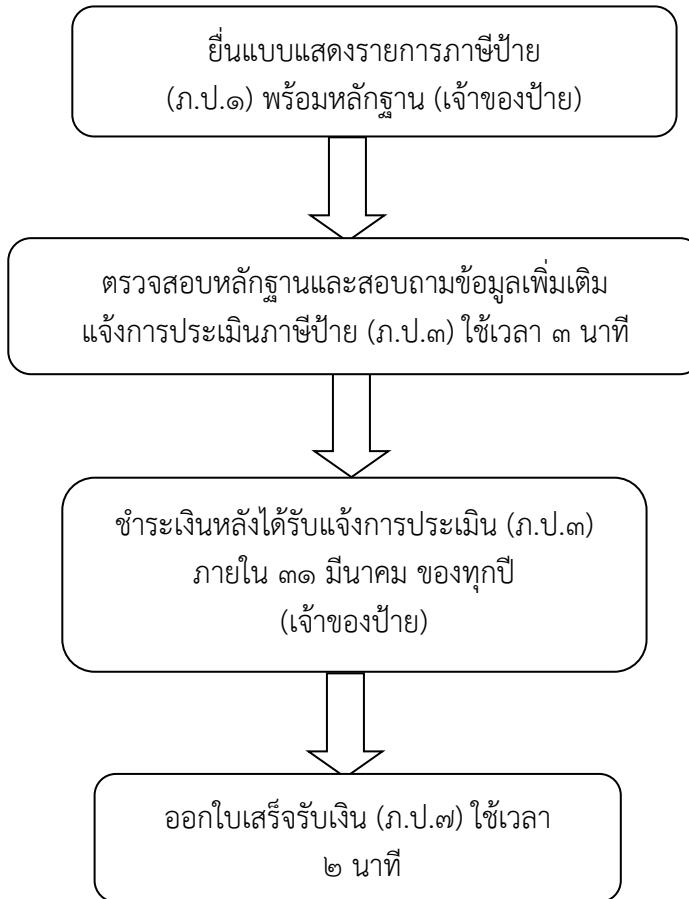 ยื่นแบบแสดงรายการภาษีป้าย
(ภ.ป.๑) พร้อมหลักฐาน (เจ้าของป้าย)
ตรวจสอบหลักฐานและสอบถามข้อมูลเพิ่มเติม
แจ้งการประเมินภาษีป้าย (ภ.ป.๓) ใช้เวลา ๓ นาที
ชำระเงินหลังได้รับแจ้งการประเมิน (ภ.ป.๓)
ภายใน ๓๑ มีนาคม ของทุกปี
(เจ้าของป้าย)
ออกใบเสร็จรับเงิน (ภ.ป.๗) ใช้เวลา
๒ นาที